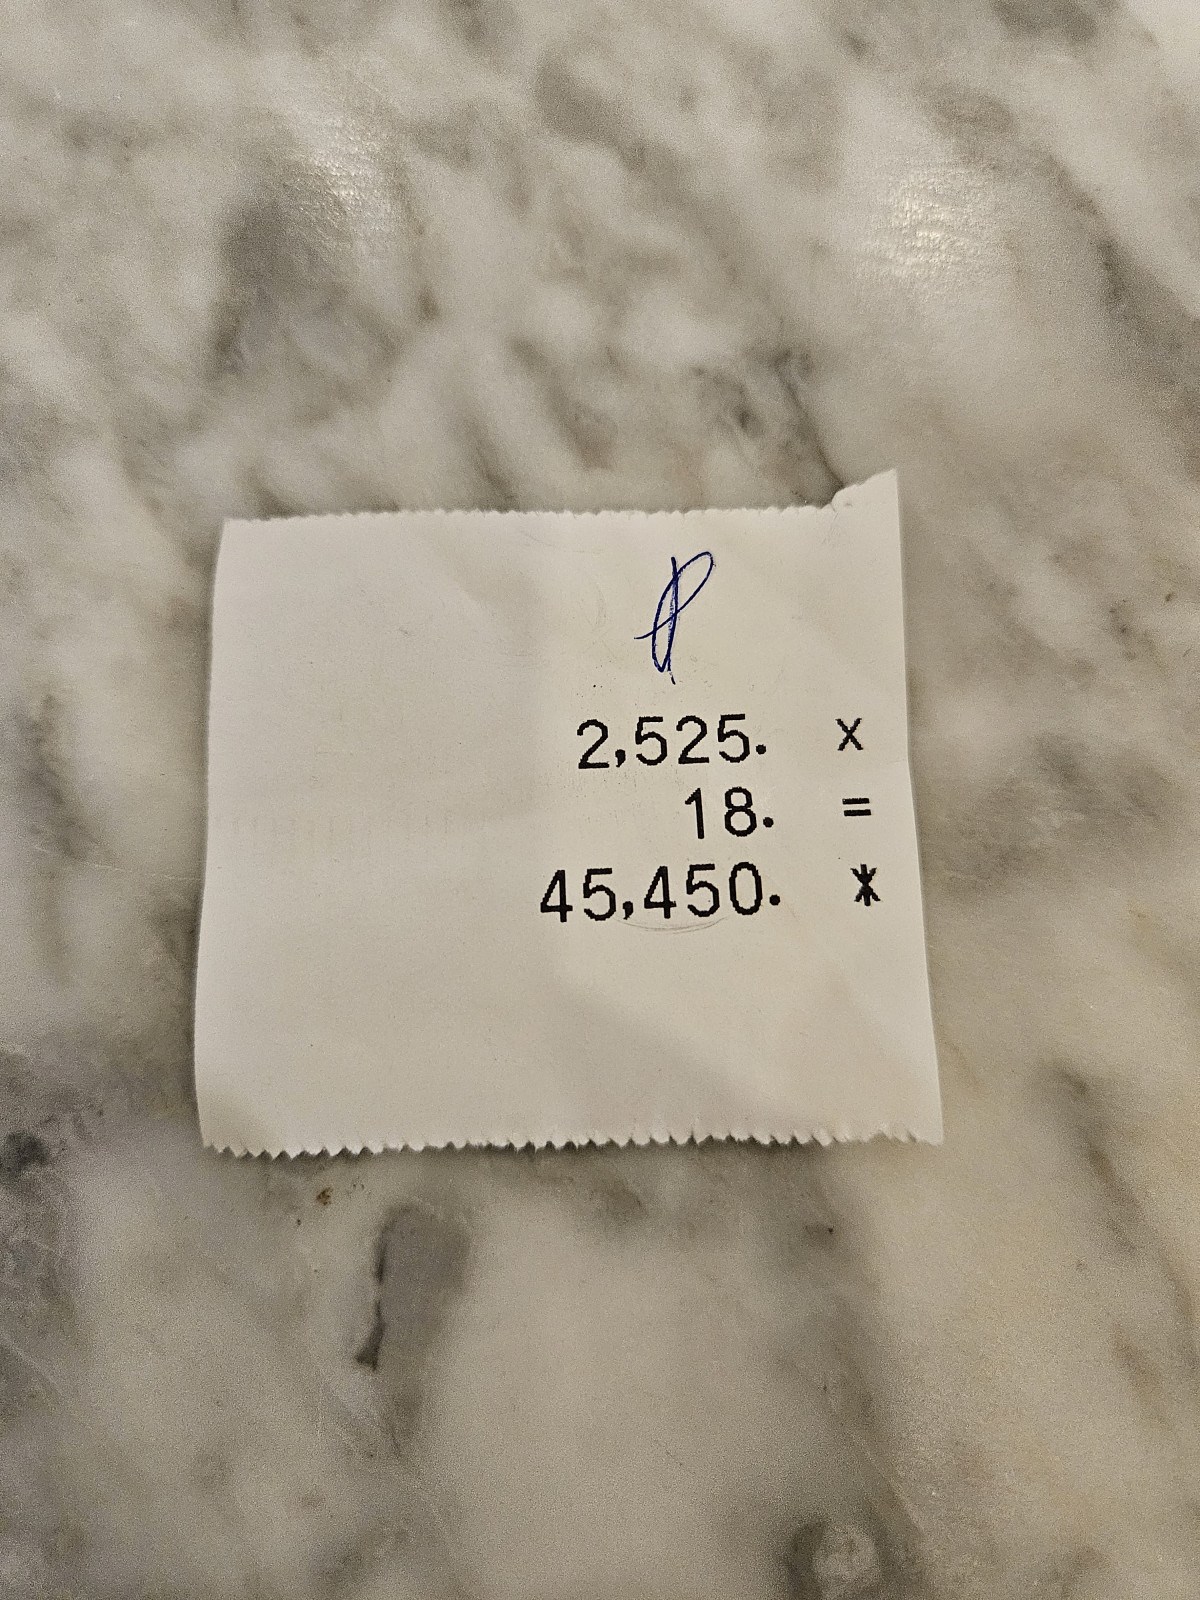 2,525. x
18. =
45,450. *